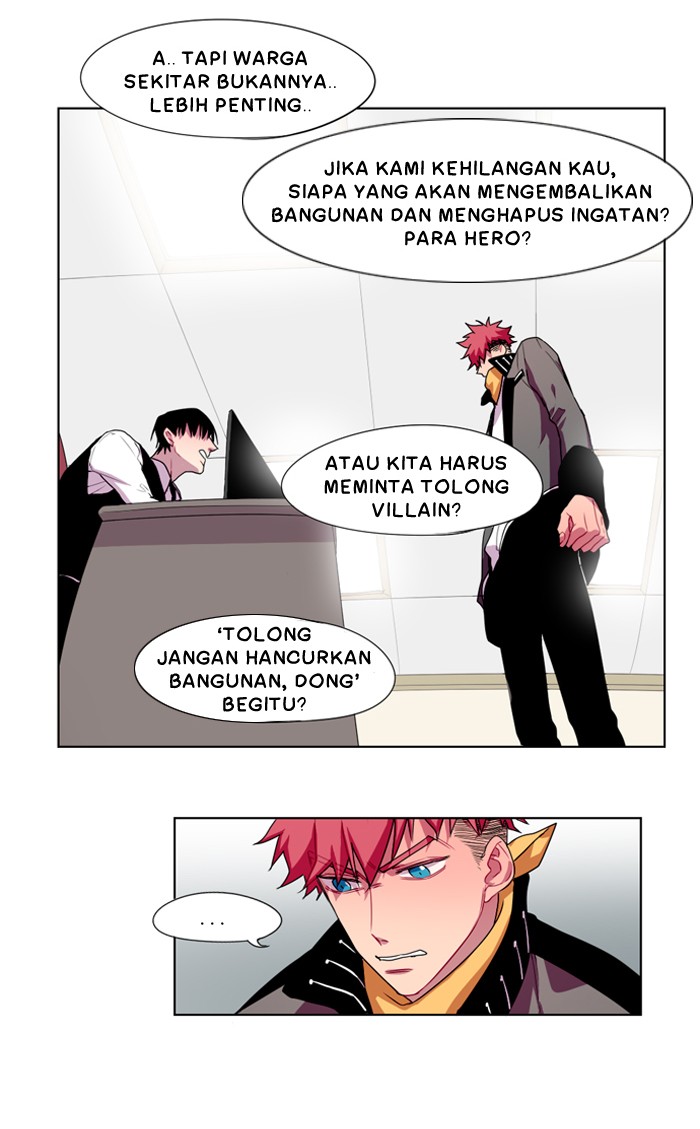 A.. TAPI WARGA
SEKITAR BUKANNYA..
LEBIH PENTING..
JIKA KAMI KEHILANGAN KAU,
SIAPA YANG AKAN MENGEMBALIKAN
BANGUNAN DAN MENGHAPUS INGATAN?
PARA HERO?
ATAU KITA HARUS
MEMINTA TOLONG
VILLAIN?
‘TOLONG
JANGAN HANCURKAN
BANGUNAN, DONG’
BEGITU?
...